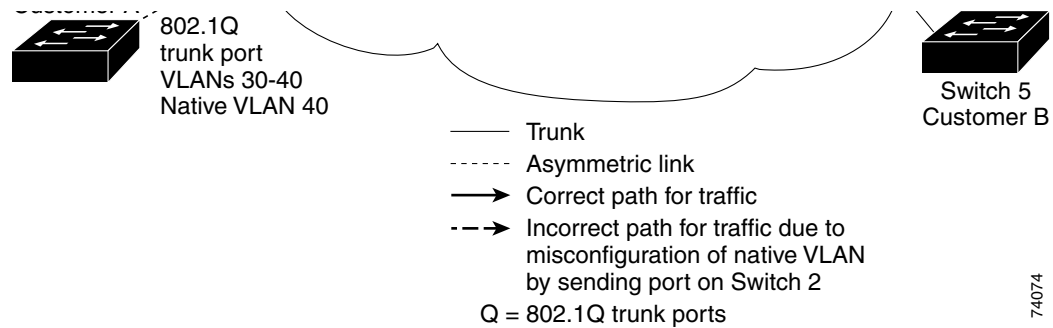 802.1Q
trunk port
VLANs 30-40
Native VLAN 40
Switch 5
Customer B
Trunk
Asymmetric link
Correct path for traffic
Incorrect path for traffic due to
misconfiguration of native VLAN
by sending port on Switch 2
Q = 802.1Q trunk ports
74074